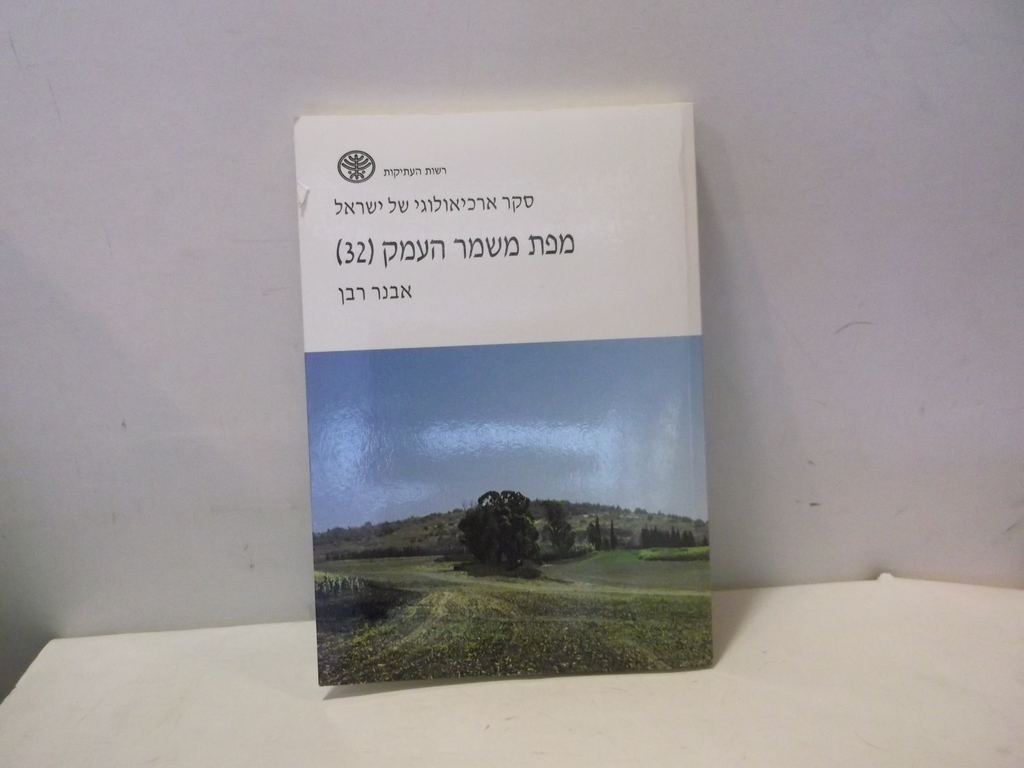 רשות העתיקות
סקר ארכיאולוגי של ישראל
מפת משמר העמק (32)
אבנר רבן